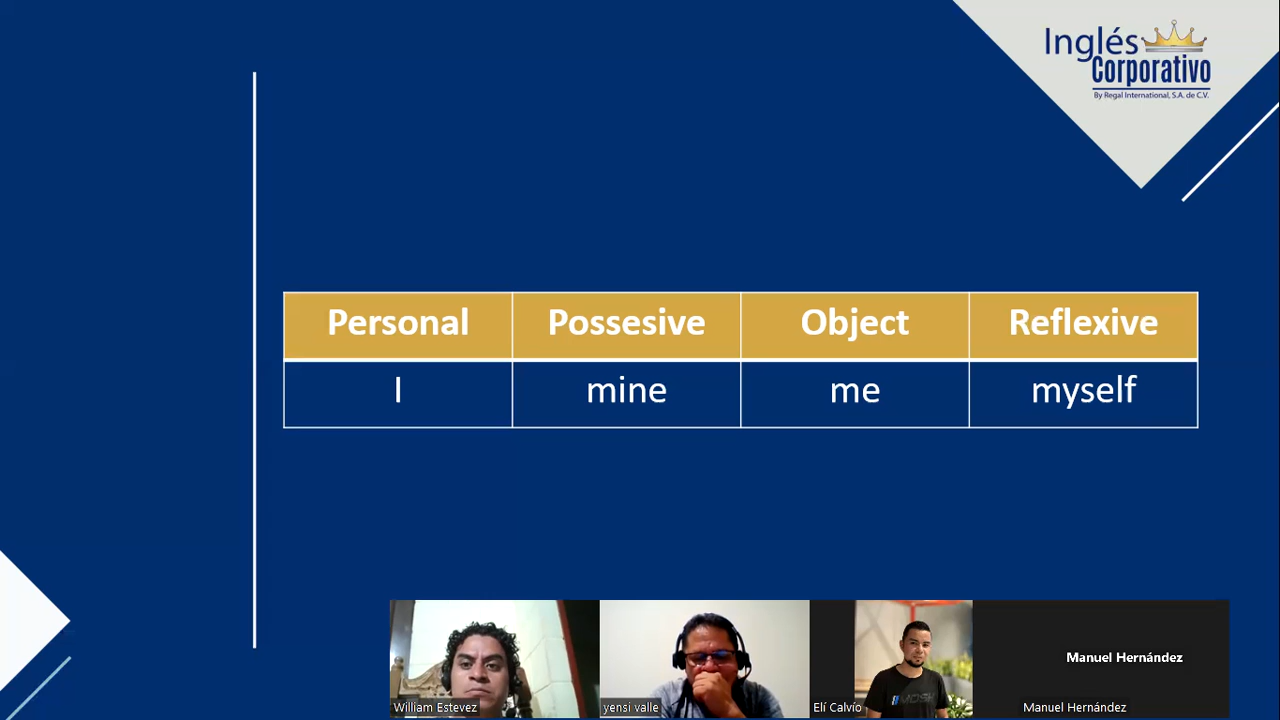 Inglés
Corporativo
By Regal International, S.A. de C.V.
Personal Possesive Object Reflexive
I mine me myself
Manuel Hernández
William Estevez yensi valle Elí Calvío Manuel Hernández